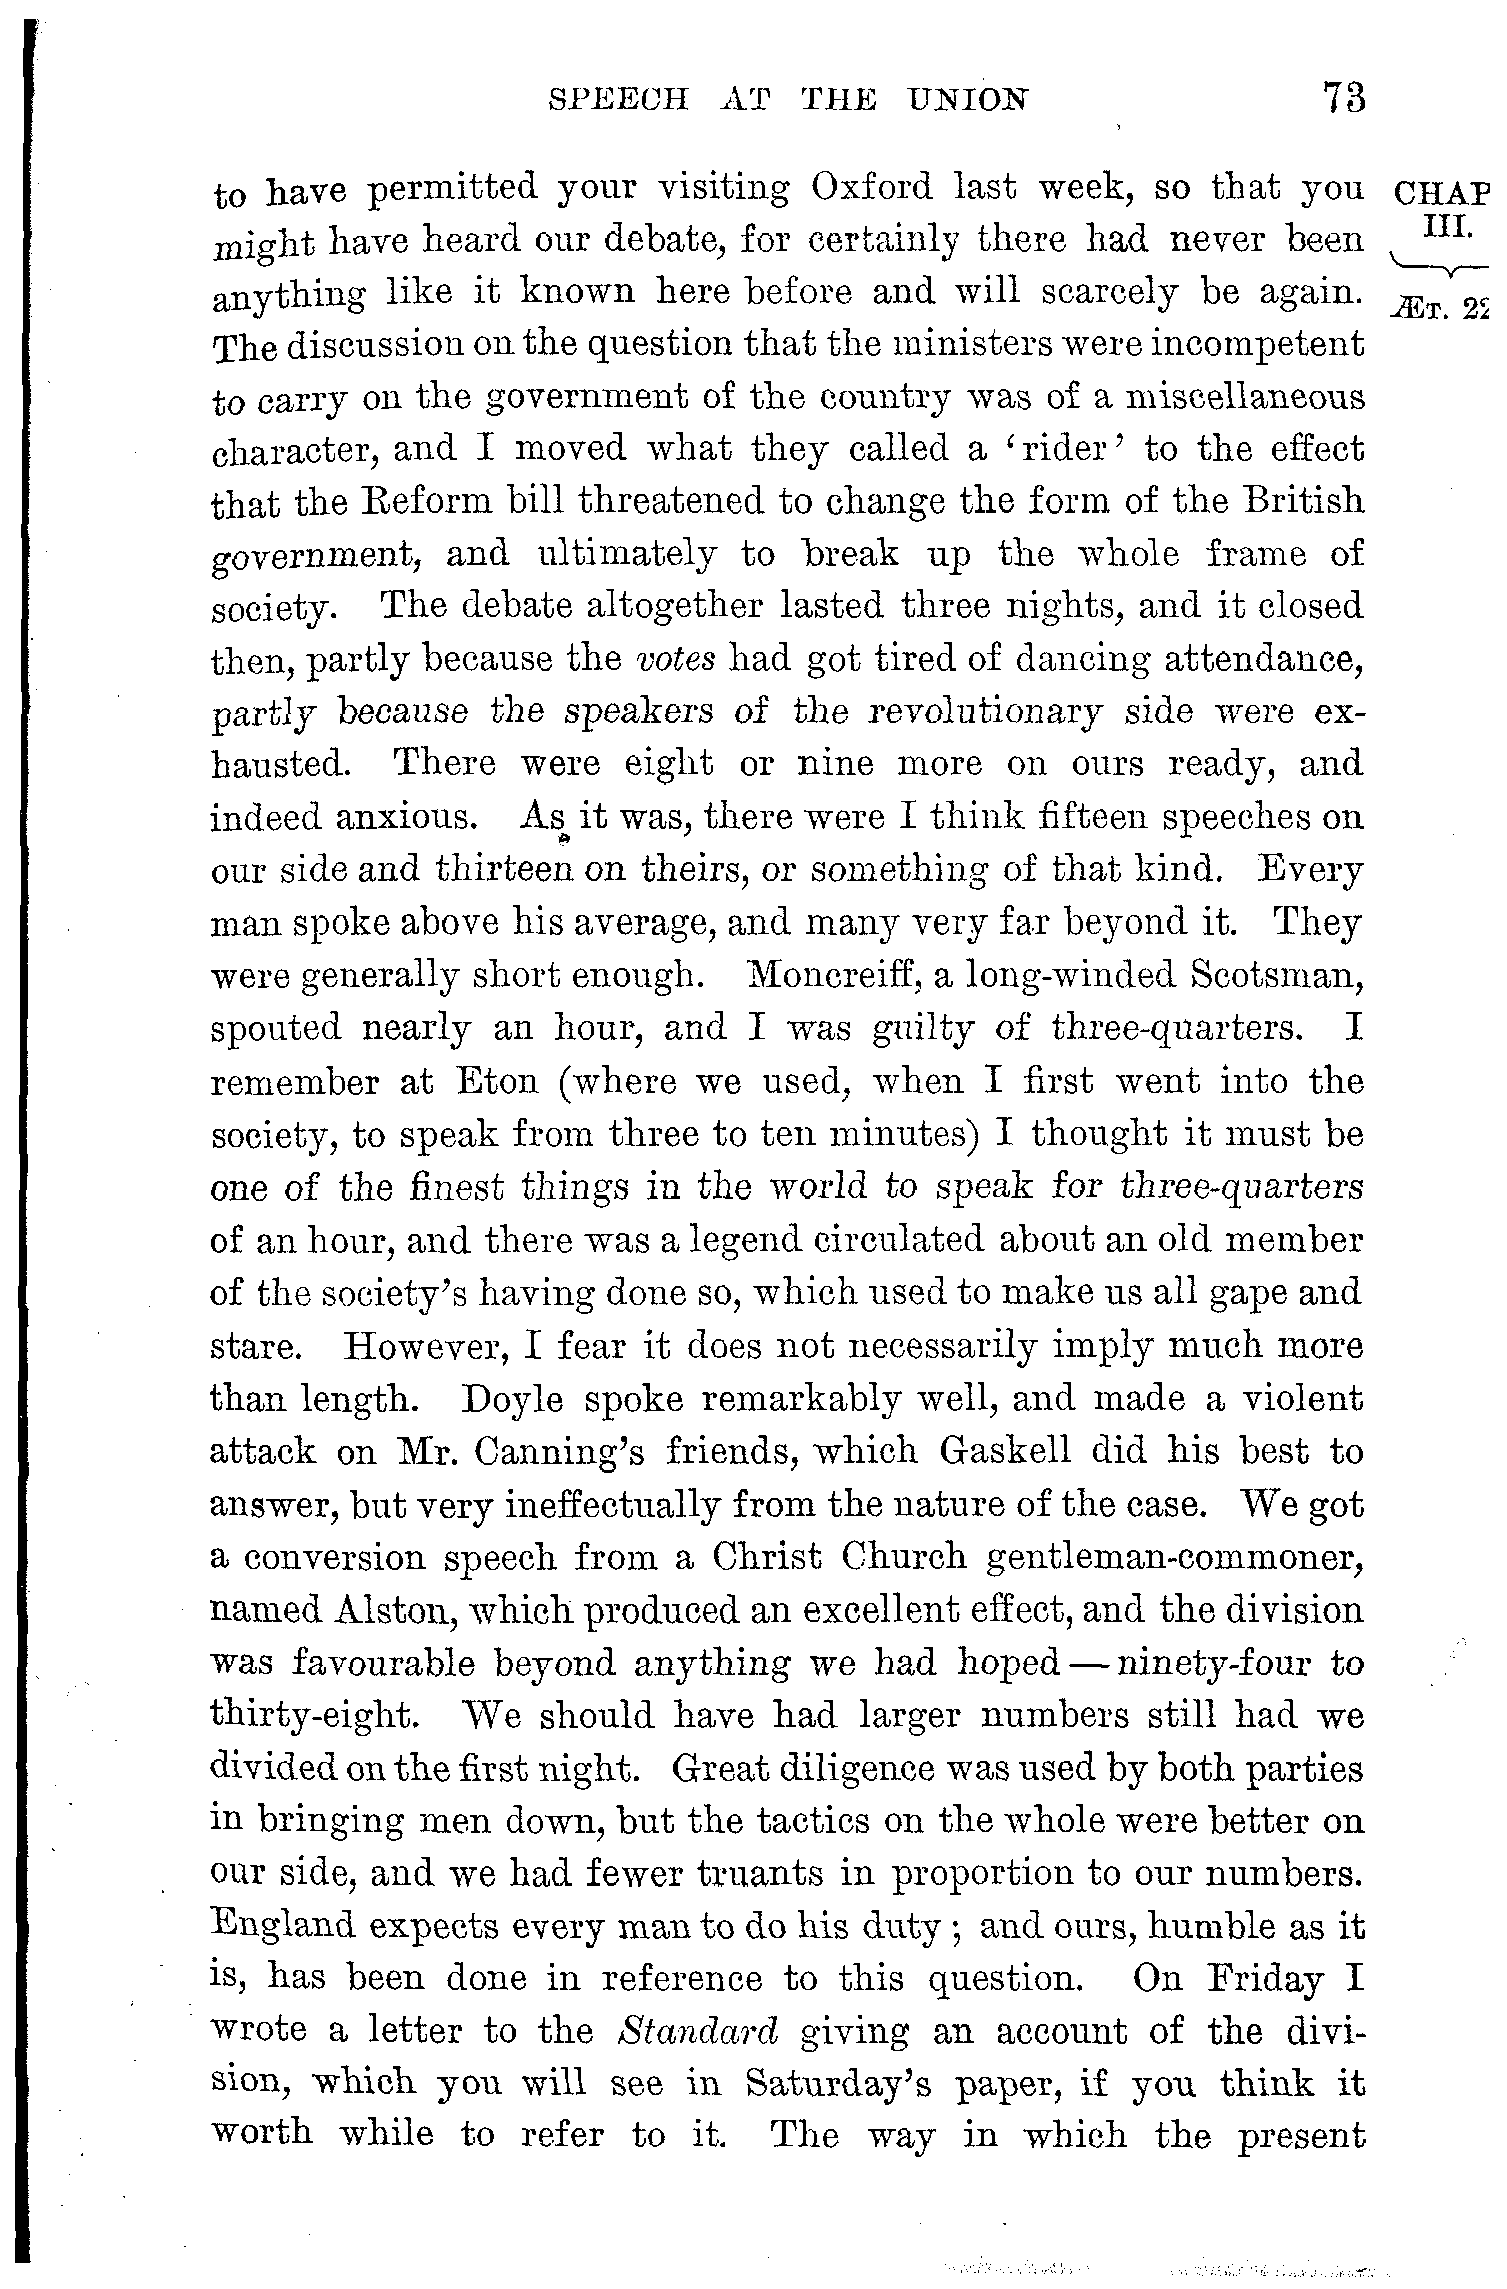 SPEECH AT THE UNION 73
to have permitted your visiting Oxford last week, so that you
might have heard our debate, for certainly there had never been
anything like it known here before and will scarcely be again.
The discussion on the question that the ministers were incompetent
to carry on the government of the country was of a miscellaneous
character, and I moved what they called a ‘rider’ to the effect
that the Reform bill threatened to change the form of the British
government, and ultimately to break up the whole frame of
society. The debate altogether lasted three nights, and it closed
then, partly because the votes had got tired of dancing attendance,
partly because the speakers of the revolutionary side were ex-
hausted. There were eight or nine more on ours ready, and
indeed anxious. As it was, there were I think fifteen speeches on
our side and thirteen on theirs, or something of that kind. Every
man spoke above his average, and many very far beyond it. They
were generally short enough. Moncreiff, a long-winded Scotsman,
spouted nearly an hour, and I was guilty of three-quarters. I
remember at Eton (where we used, when I first went into the
society, to speak from three to ten minutes) I thought it must be
one of the finest things in the world to speak for three-quarters
of an hour, and there was a legend circulated about an old member
of the society’s having done so, which used to make us all gape and
stare. However, I fear it does not necessarily imply much more
than length. Doyle spoke remarkably well, and made a violent
attack on Mr. Canning’s friends, which Gaskell did his best to
answer, but very ineffectually from the nature of the case. We got
a conversion speech from a Christ Church gentleman-commoner,
named Alston, which produced an excellent effect, and the division
was favourable beyond anything we had hoped — ninety-four to
thirty-eight. We should have had larger numbers still had we
divided on the first night. Great diligence was used by both parties
in bringing men down, but the tactics on the whole were better on
our side, and we had fewer truants in proportion to our numbers.
England expects every man to do his duty ; and ours, humble as it
is, has been done in reference to this question. On Friday I
wrote a letter to the Standard giving an account of the divi-
sion, which you will see in Saturday’s paper, if you think it
worth while to refer to it. The way in which the present
CHAP
III.
ÆT. 22